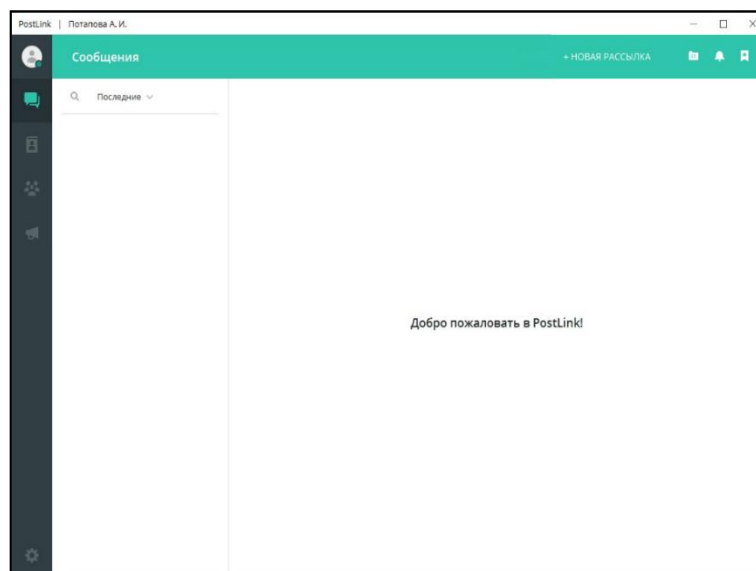 PostLink | Потапова А. И.
Сообщения + НОВАЯ РАССЫЛКА
Последние
Добро пожаловать в PostLink!